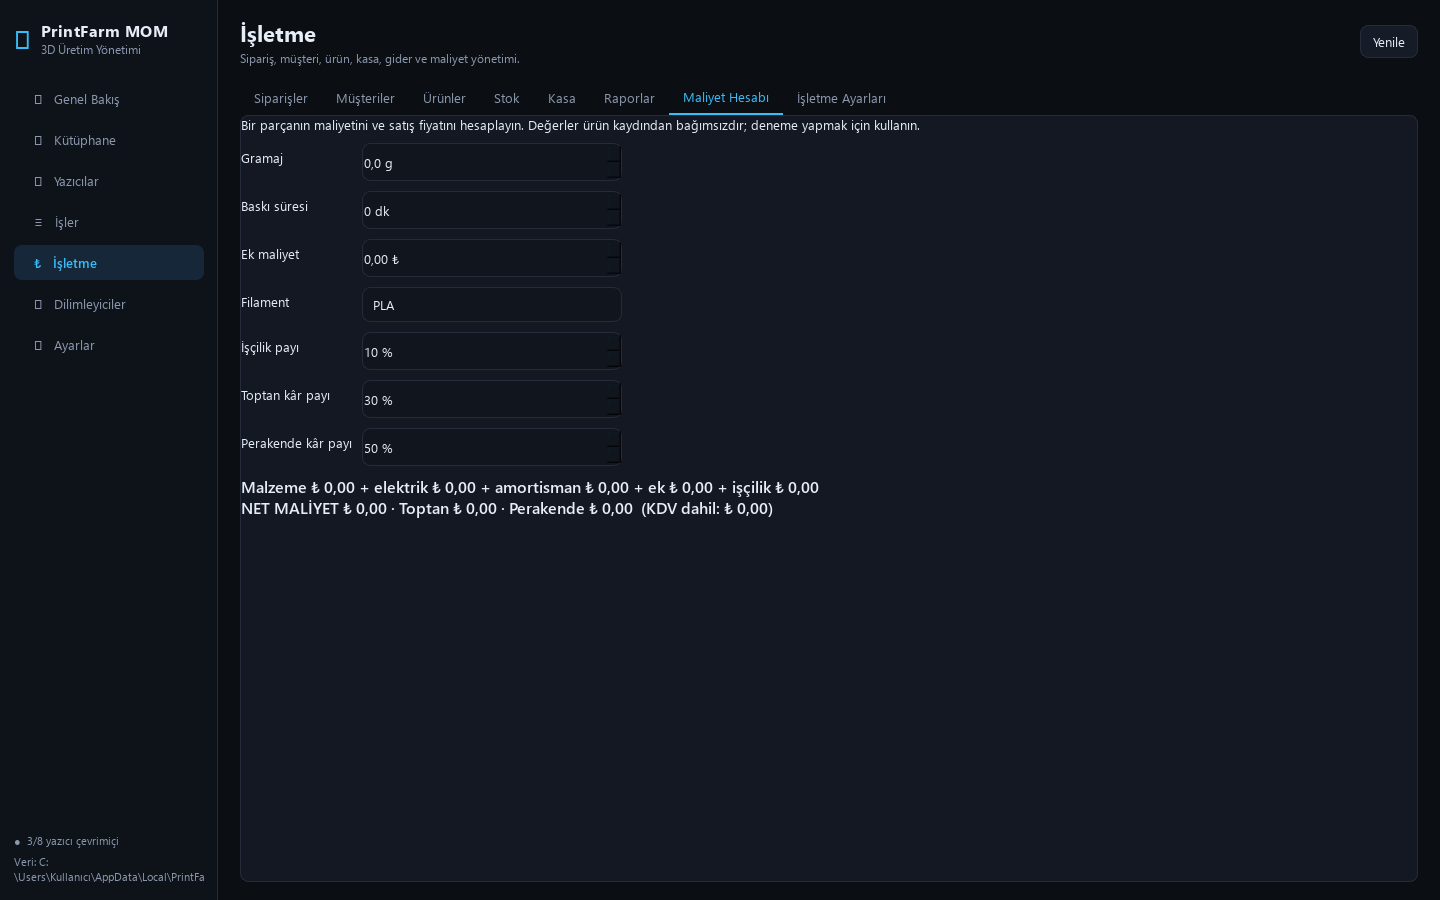 PrintFarm MOM
3D Üretim Yönetimi
Genel Bakış
Kütüphane
Yazıcılar
İşler
₺ İşletme
Dilimleyiciler
Ayarlar
● 3/8 yazıcı çevrimiçi
Veri: C:
\Users\Kullanıcı\AppData\Local\PrintFa
İşletme
Sipariş, müşteri, ürün, kasa, gider ve maliyet yönetimi.
Yenile
Siparişler Müşteriler Ürünler Stok Kasa Raporlar Maliyet Hesabı İşletme Ayarları
Bir parçanın maliyetini ve satış fiyatını hesaplayın. Değerler ürün kaydından bağımsızdır; deneme yapmak için kullanın.
Gramaj 0,0 g
Baskı süresi 0 dk
Ek maliyet 0,00 ₺
Filament PLA
İşçilik payı 10 %
Toptan kâr payı 30 %
Perakende kâr payı 50 %
Malzeme ₺ 0,00 + elektrik ₺ 0,00 + amortisman ₺ 0,00 + ek ₺ 0,00 + işçilik ₺ 0,00
NET MALİYET ₺ 0,00 · Toptan ₺ 0,00 · Perakende ₺ 0,00 (KDV dahil: ₺ 0,00)